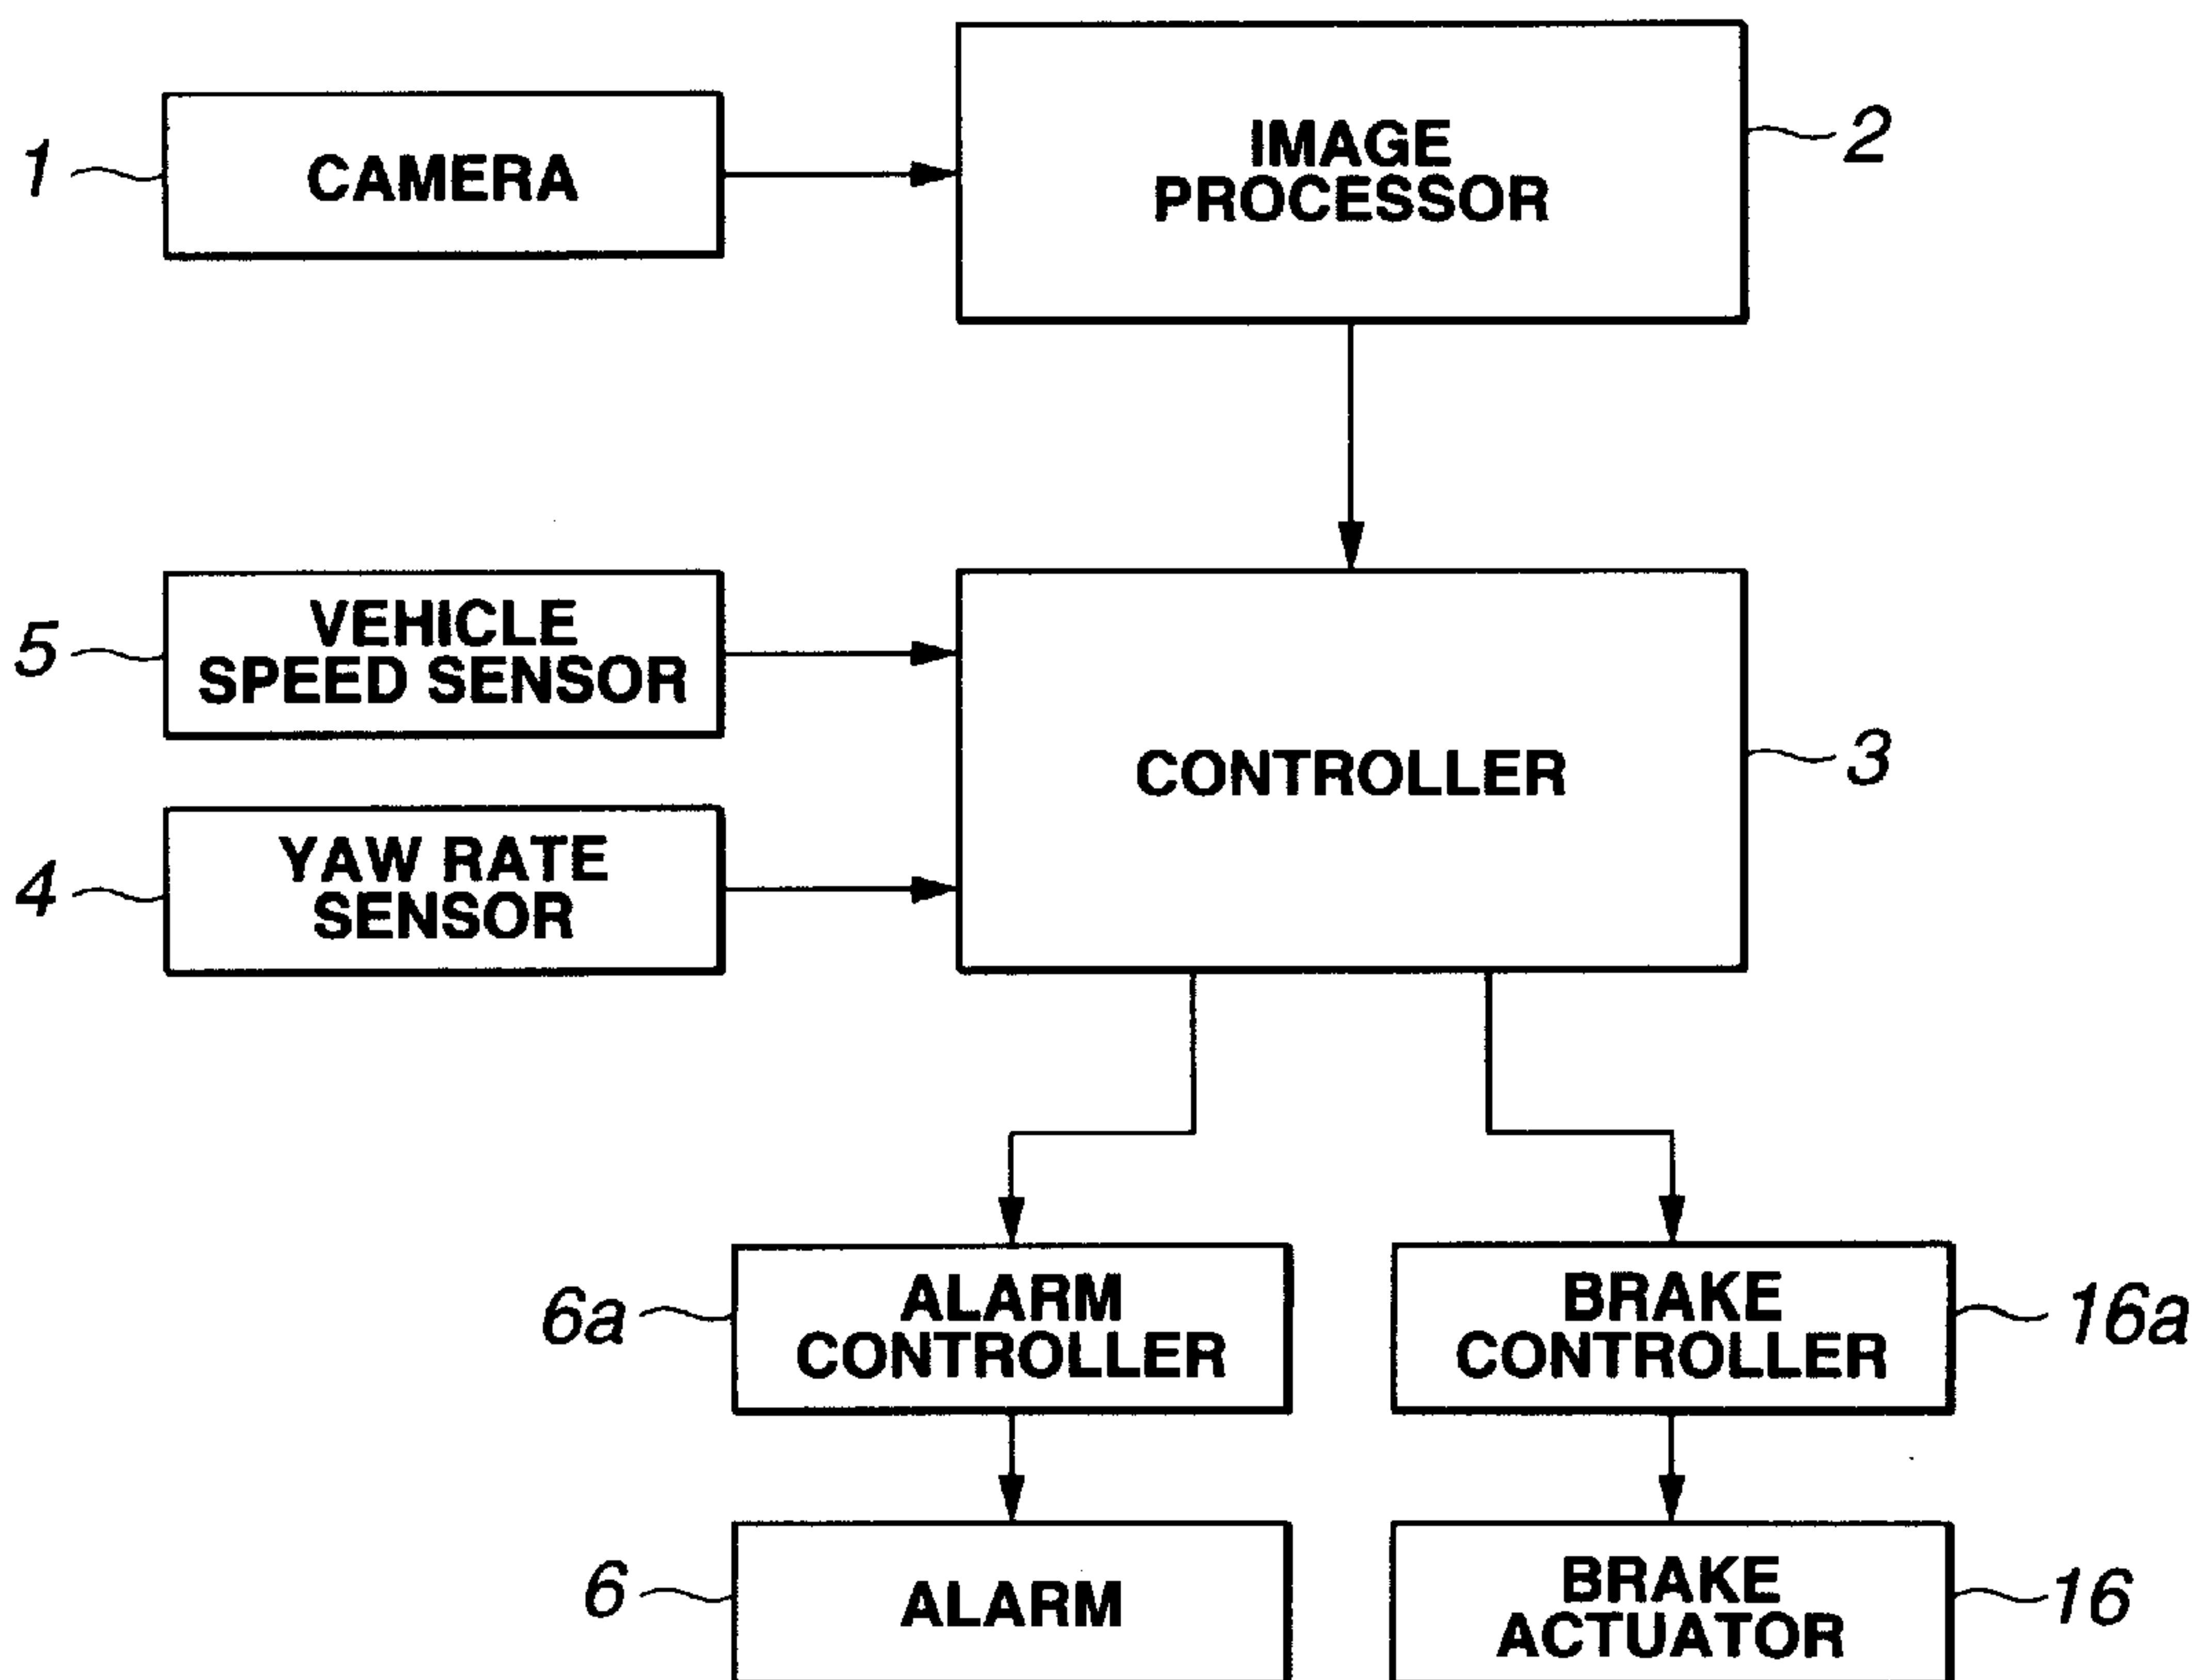 1
CAMERA
IMAGE
PROCESSOR
2
5
VEHICLE
SPEED SENSOR
CONTROLLER
3
4
YAW RATE
SENSOR
6a
ALARM
CONTROLLER
BRAKE
CONTROLLER
16a
6
ALARM
BRAKE
ACTUATOR
16